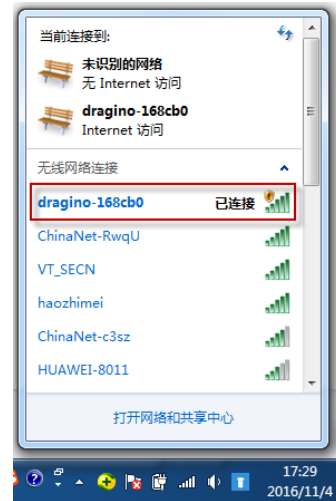 当前连接到:
未识别的网络
无 Internet 访问
dragino-168cb0
Internet 访问
无线网络连接
dragino-168cb0 已连接
ChinaNet-RwqU
VT_SECN
haozhimei
ChinaNet-c3sz
HUAWEI-8011
打开网络和共享中心
17:29
2016/11/4